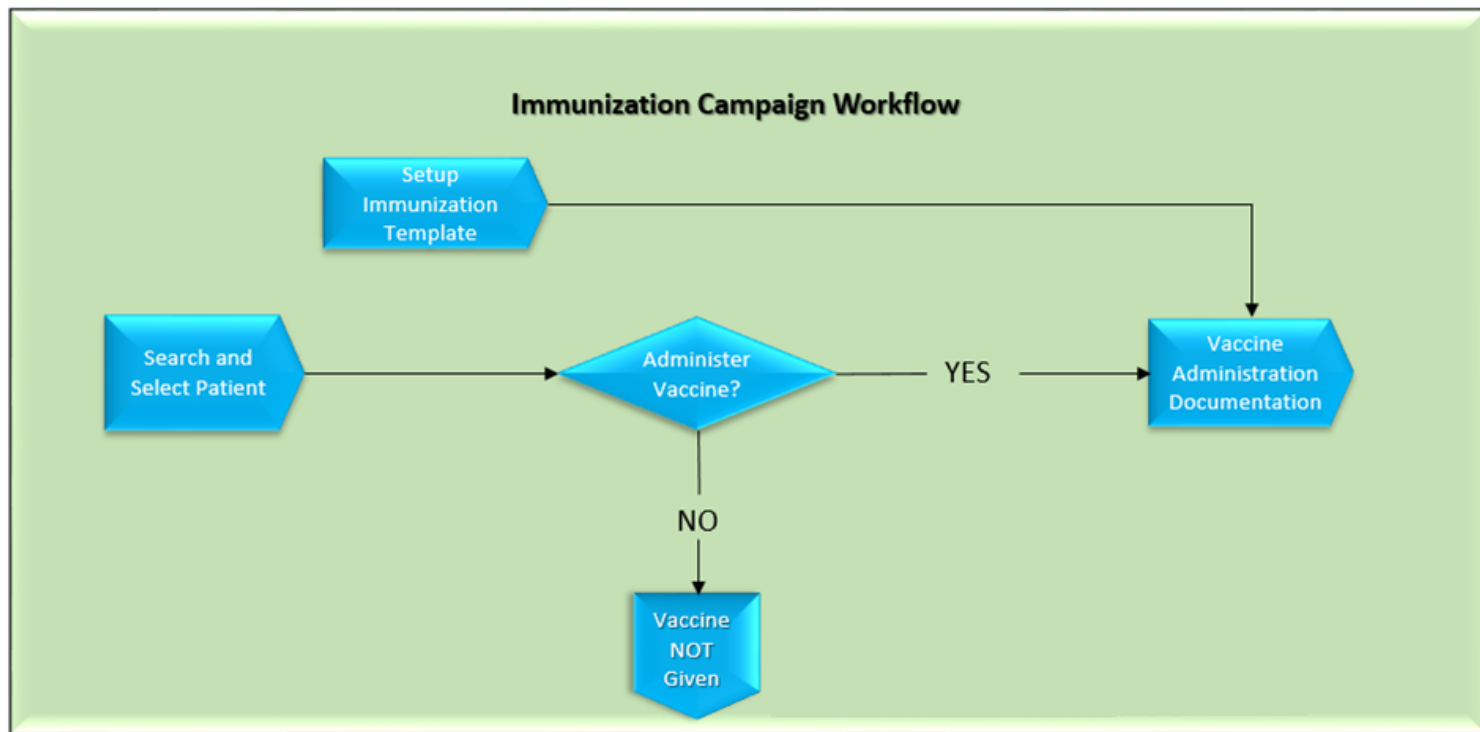 Immunization Campaign Workflow
Setup
Immunization
Template
Search and
Select Patient
Administer
Vaccine?
YES
Vaccine
Administration
Documentation
NO
Vaccine
NOT
Given